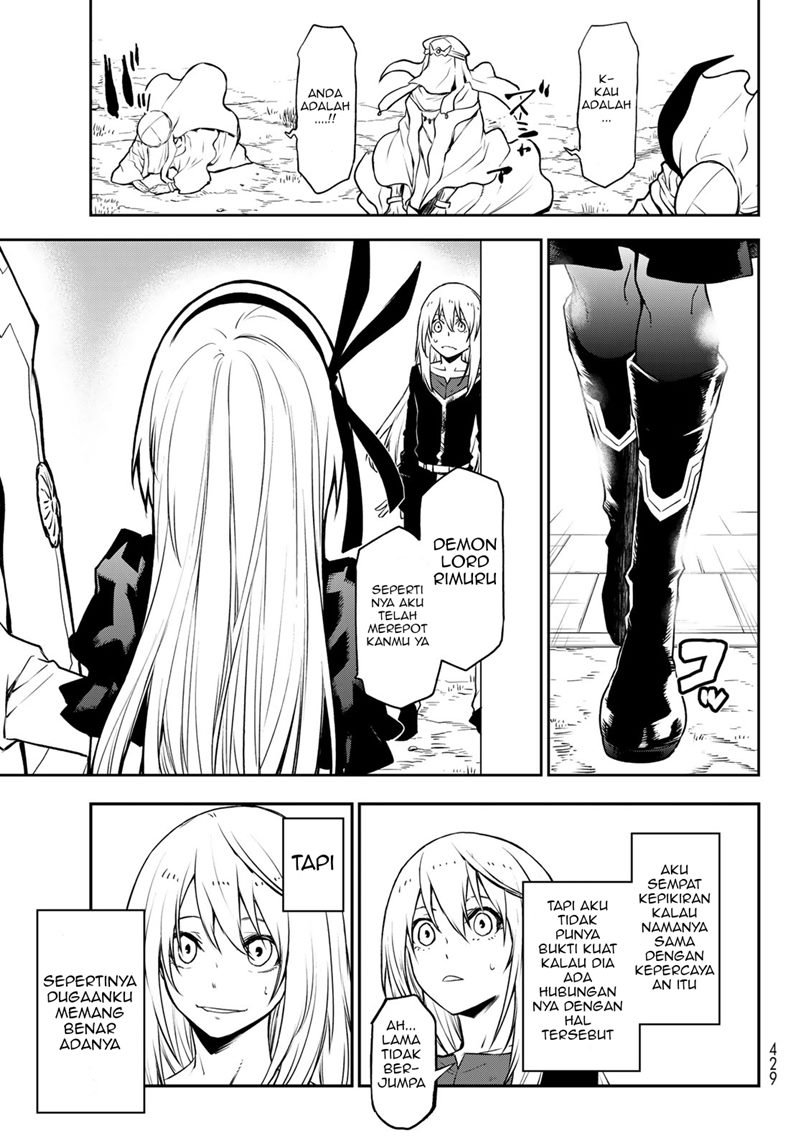 K-
KAU
ADALAH
...
ANDA
ADALAH
....!!
コッ
DEMON
LORD
RIMURU
SEPERTI
NYA AKU
TELAH
MEREPOT
KANMU YA
AKU
SEMPAT
KEPIKIRAN
KALAU
NAMANYA
SAMA
DENGAN
KEPERCAYA
AN ITU
TAPI AKU
TIDAK
PUNYA
BUKTI KUAT
KALAU DIA
ADA
HUBUNGAN
NYA DENGAN
HAL
TERSEBUT
AH...
LAMA
TIDAK
BER-
JUMPA
TAPI
SEPERTINYA
DUGAANKU
MEMANG
BENAR
ADANYA
429